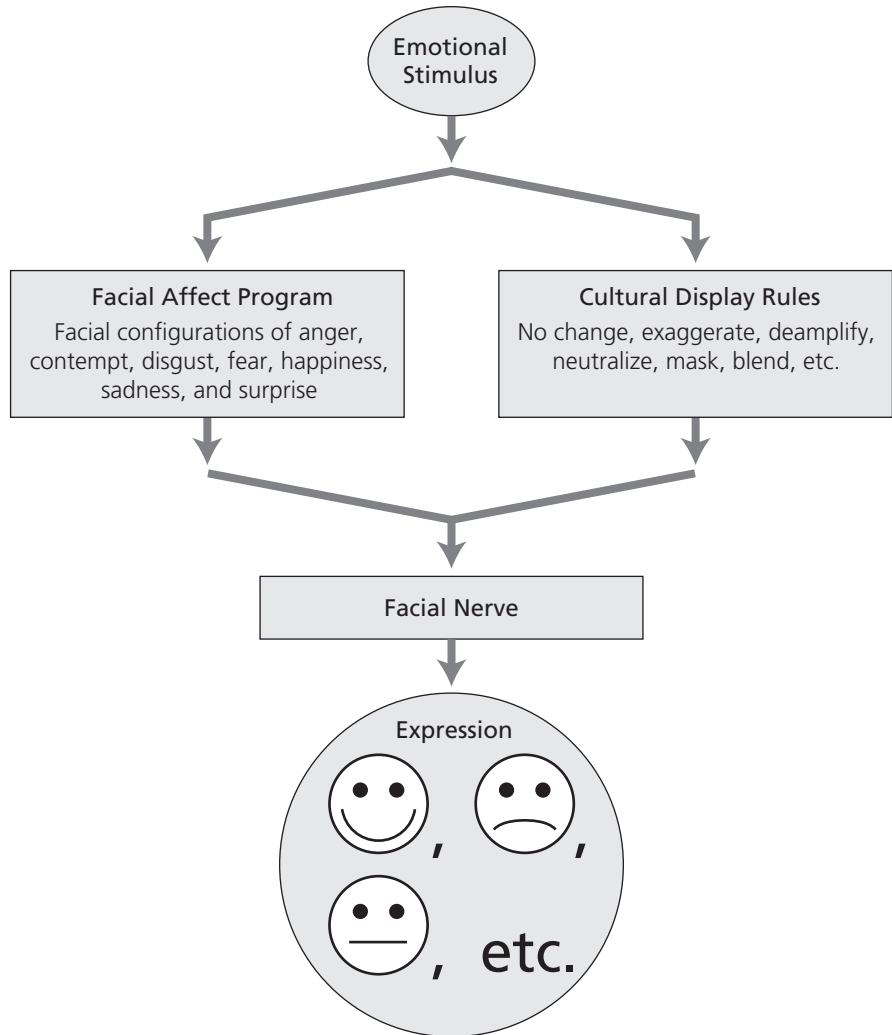 Emotional
Stimulus
Facial Affect Program
Facial configurations of anger,
contempt, disgust, fear, happiness,
sadness, and surprise
Cultural Display Rules
No change, exaggerate, deamplify,
neutralize, mask, blend, etc.
Facial Nerve
Expression
, ,
, etc.